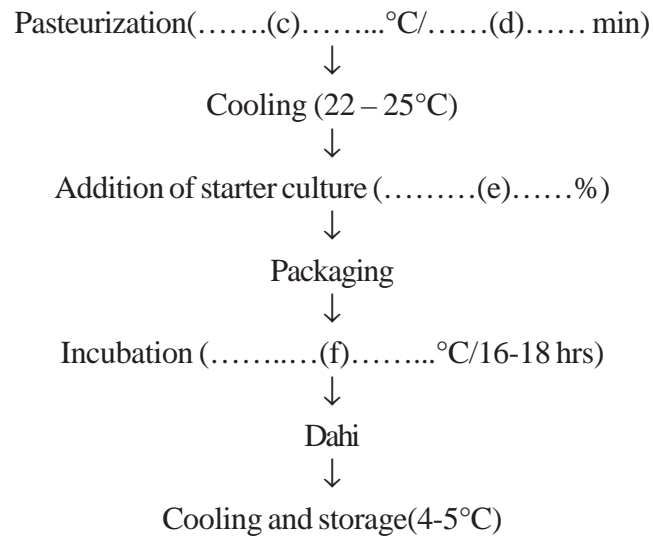 Pasteurization(…….(c)……...°C/……(d)…… min)
↓
Cooling (22 – 25°C)
↓
Addition of starter culture (………(e)……%)
↓
Packaging
↓
Incubation (……..…(f)……...°C/16-18 hrs)
↓
Dahi
↓
Cooling and storage(4-5°C)